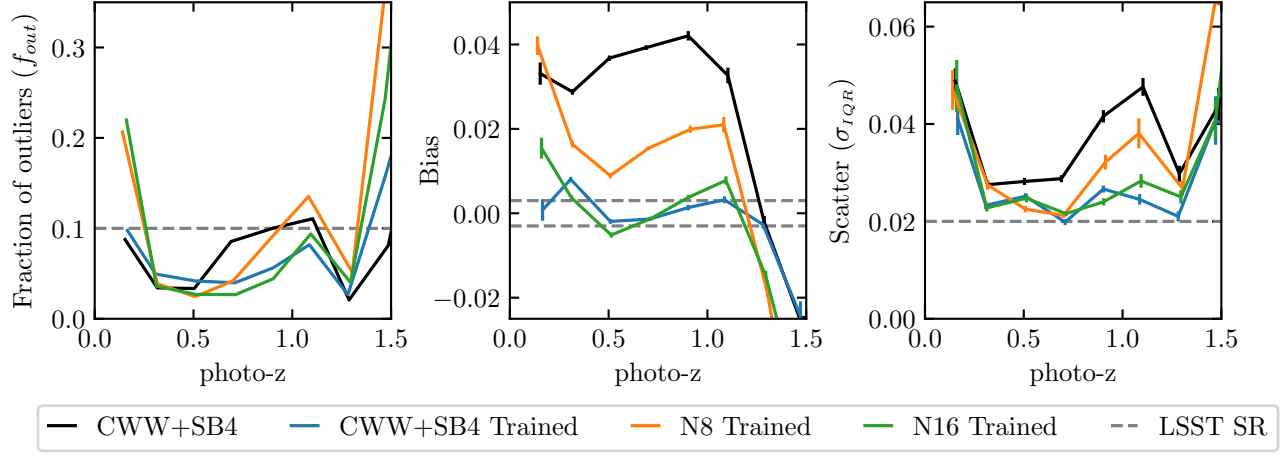 Fraction of outliers (f_out)
0.3
0.2
0.1
0.0
0.0 0.5 1.0 1.5
photo-z
Bias
0.04
0.02
0.00
−0.02
0.0 0.5 1.0 1.5
photo-z
Scatter (σ_IQR)
0.06
0.04
0.02
0.00
0.0 0.5 1.0 1.5
photo-z
CWW+SB4 CWW+SB4 Trained N8 Trained N16 Trained LSST SR